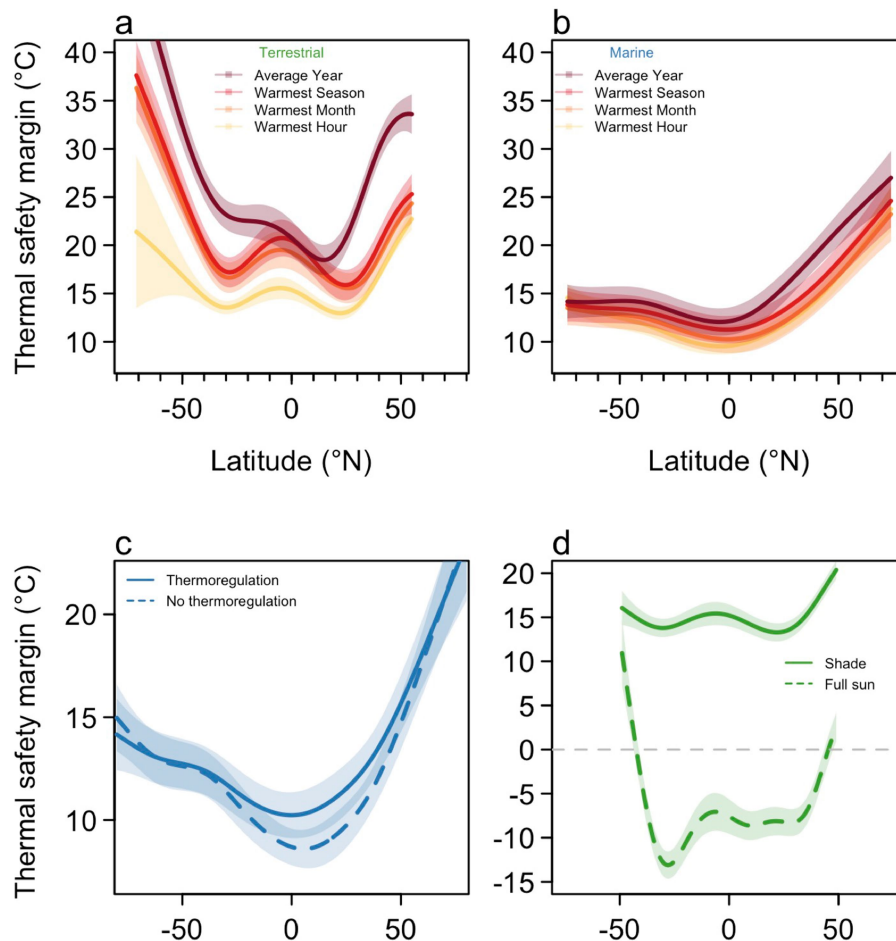 a
Terrestrial
Average Year
Warmest Season
Warmest Month
Warmest Hour
Thermal safety margin (°C)
40
35
30
25
20
15
10
-50 0 50
Latitude (°N)
b
Marine
Average Year
Warmest Season
Warmest Month
Warmest Hour
40
35
30
25
20
15
10
-50 0 50
Latitude (°N)
c
Thermoregulation
No thermoregulation
Thermal safety margin (°C)
20
15
10
-50 0 50
d
20
15
10
5
0
-5
-10
-15
Shade
Full sun
-50 0 50